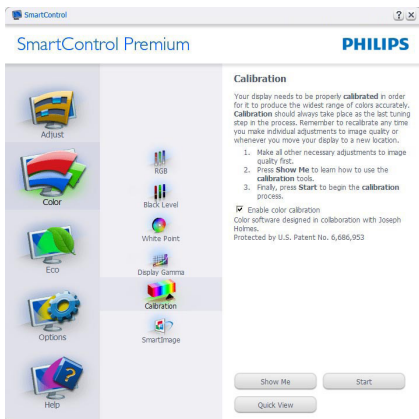 SmartControl
SmartControl Premium
PHILIPS
Adjust
Color
Eco
Options
Help
RGB
Black Level
White Point
Display Gamma
Calibration
SmartImage
Calibration
Your display needs to be properly calibrated in order
for it to produce the widest range of colors accurately.
Calibration should always take place as the last tuning
step in the process. Remember to recalibrate any time
you make individual adjustments to image quality or
whenever you move your display to a new location.
1. Make all other necessary adjustments to image
quality first.
2. Press Show Me to learn how to use the
calibration tools.
3. Finally, press Start to begin the calibration
process.
Enable color calibration
Color software designed in collaboration with Joseph
Holmes.
Protected by U.S. Patent No. 6,686,953
Show Me
Start
Quick View